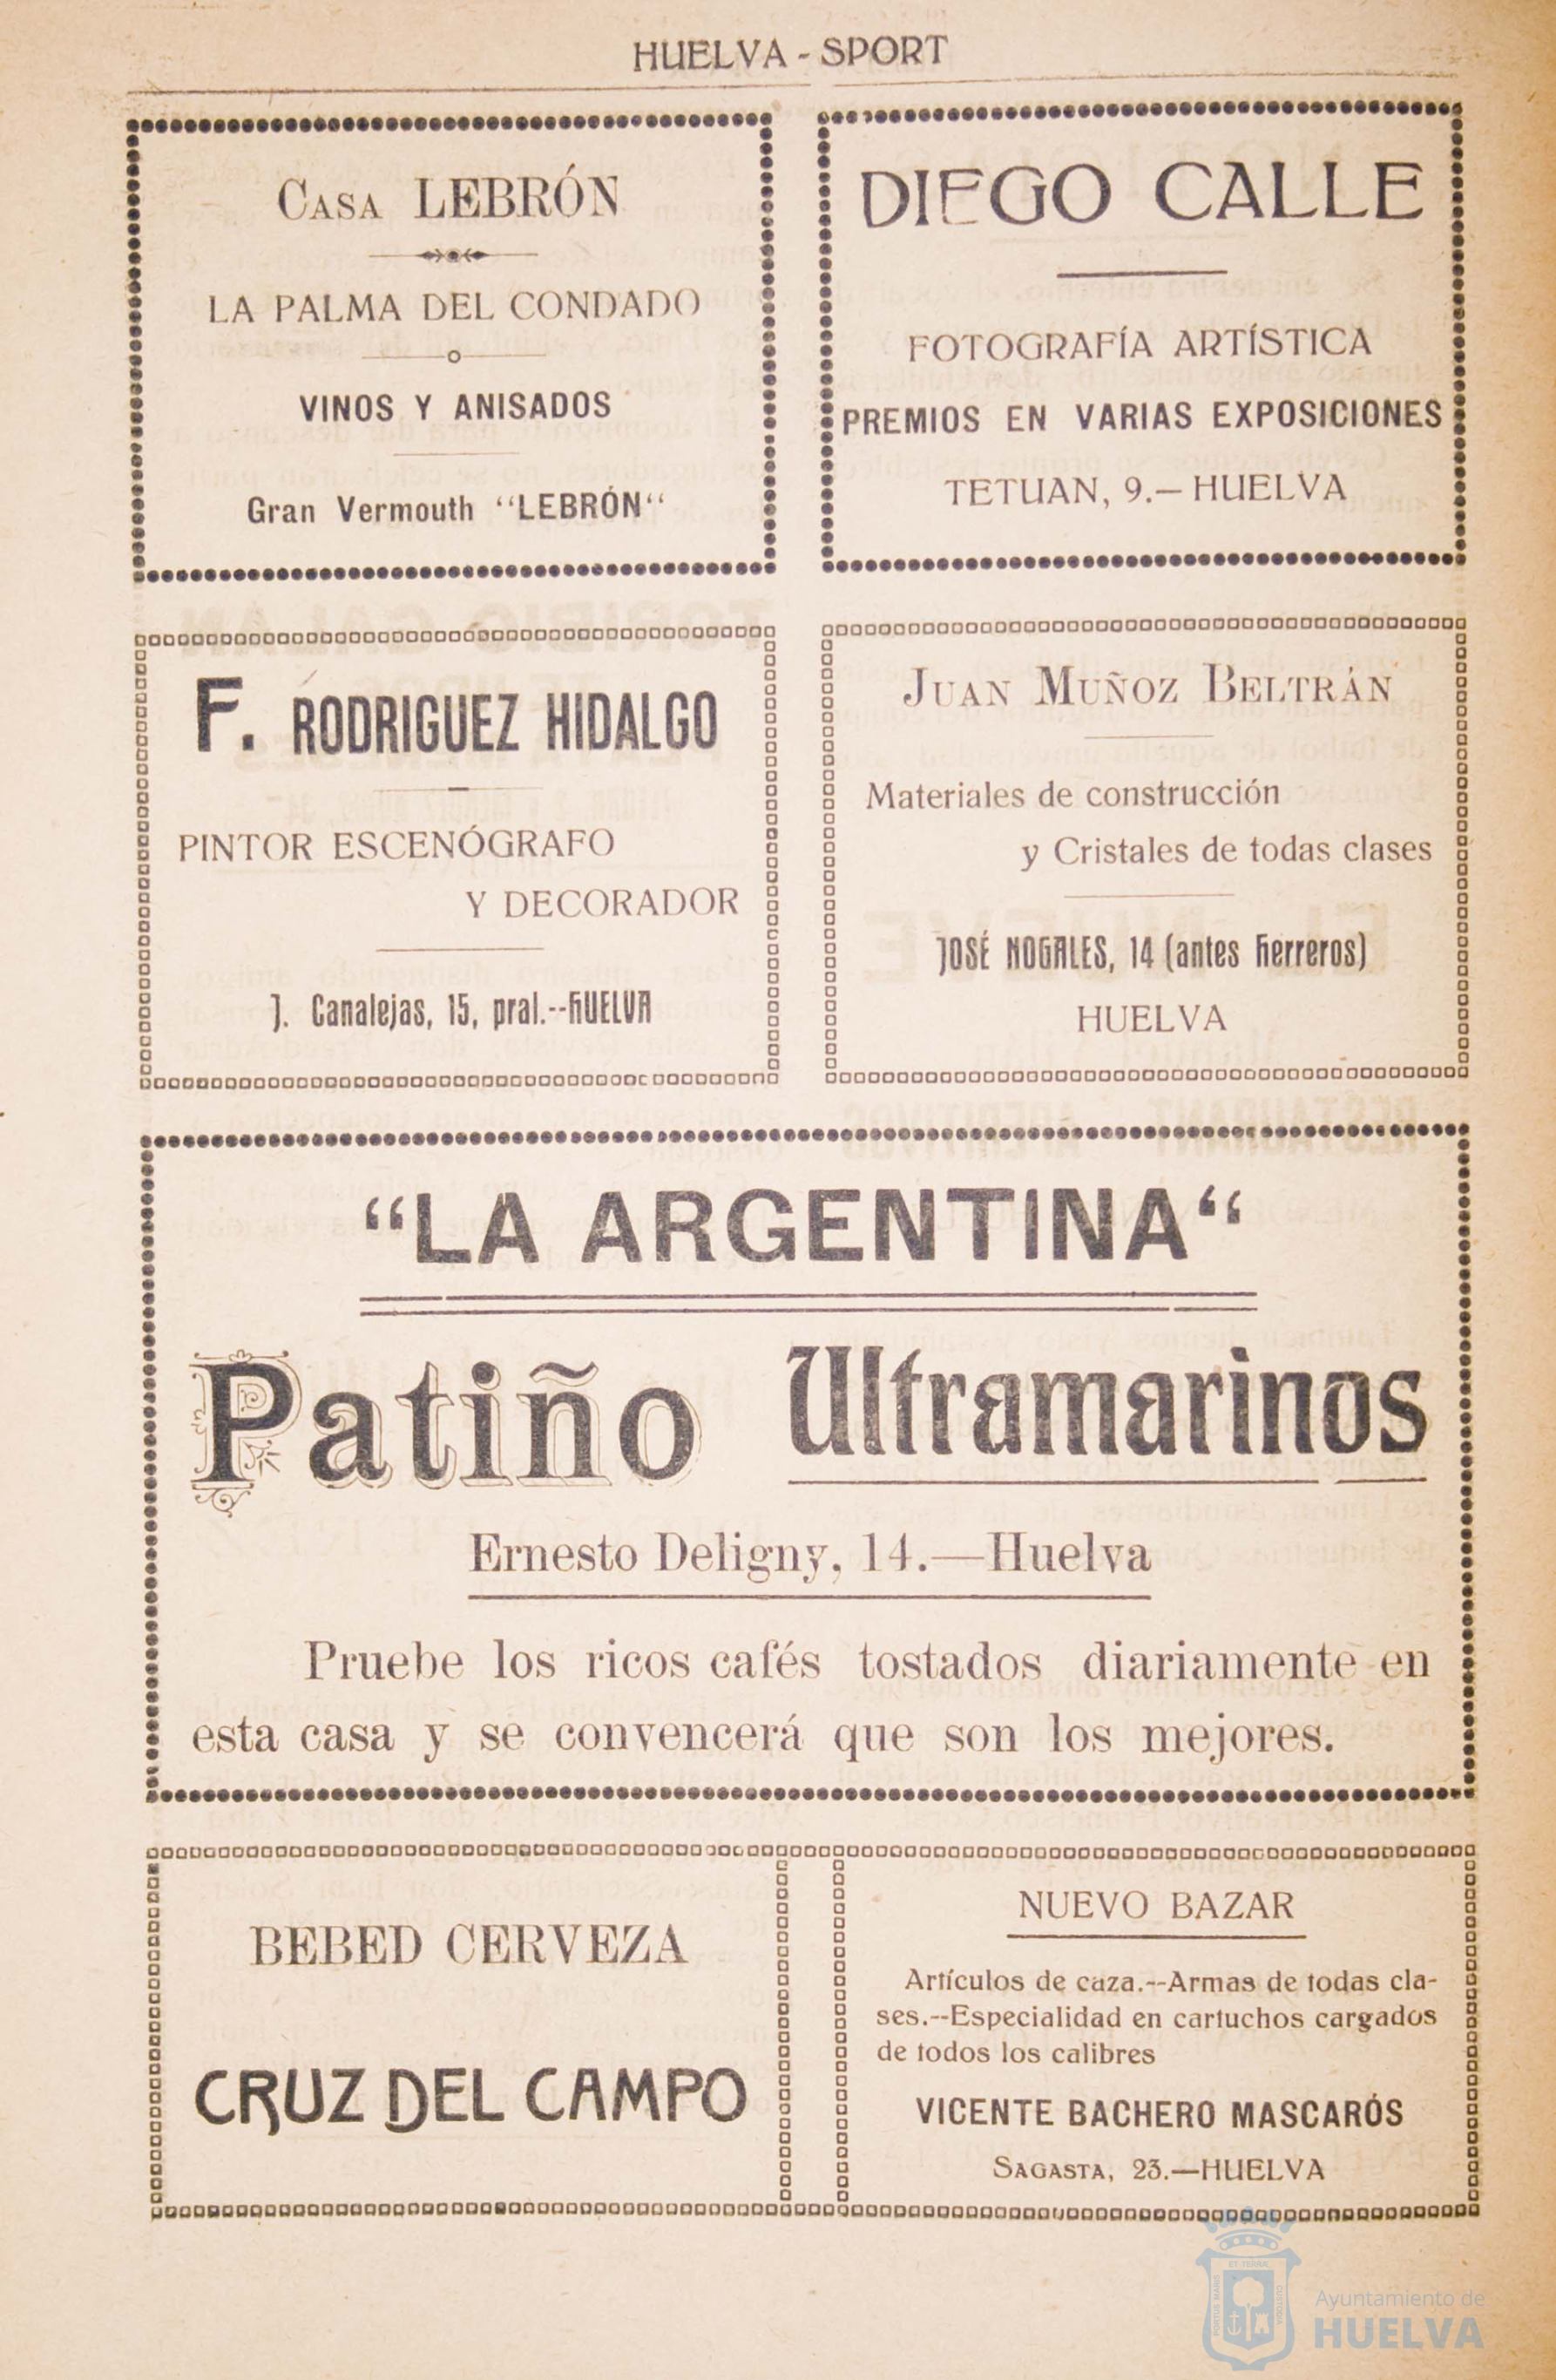 HUELVA - SPORT
CASA LEBRÓN
LA PALMA DEL CONDADO
VINOS Y ANISADOS
Gran Vermouth “LEBRÓN“
DIEGO CALLE
FOTOGRAFÍA ARTÍSTICA
PREMIOS EN VARIAS EXPOSICIONES
TETUAN, 9.— HUELVA
F. RODRIGUEZ HIDALGO
PINTOR ESCENÓGRAFO
Y DECORADOR
J. Canalejas, 15, pral.--HUELVA
JUAN MUÑOZ BELTRÁN
Materiales de construcción
y Cristales de todas clases
JOSÉ NOGALES, 14 (antes Herreros)
HUELVA
“LA ARGENTINA“
Patiño Ultramarinos
Ernesto Deligny, 14.—Huelva
Pruebe los ricos cafés tostados diariamente en
esta casa y se convencerá que son los mejores.
BEBED CERVEZA
CRUZ DEL CAMPO
NUEVO BAZAR
Artículos de caza.--Armas de todas cla-
ses.--Especialidad en cartuchos cargados
de todos los calibres
VICENTE BACHERO MASCARÓS
SAGASTA, 23.—HUELVA
Ayuntamiento de
HUELVA